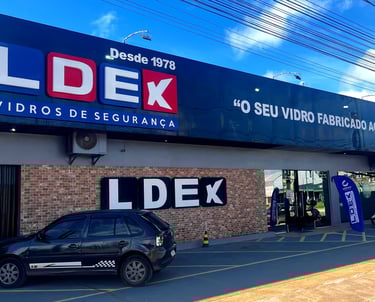 Desde 1978
LDEX
VIDROS DE SEGURANÇA
"O SEU VIDRO FABRICADO
LDEX